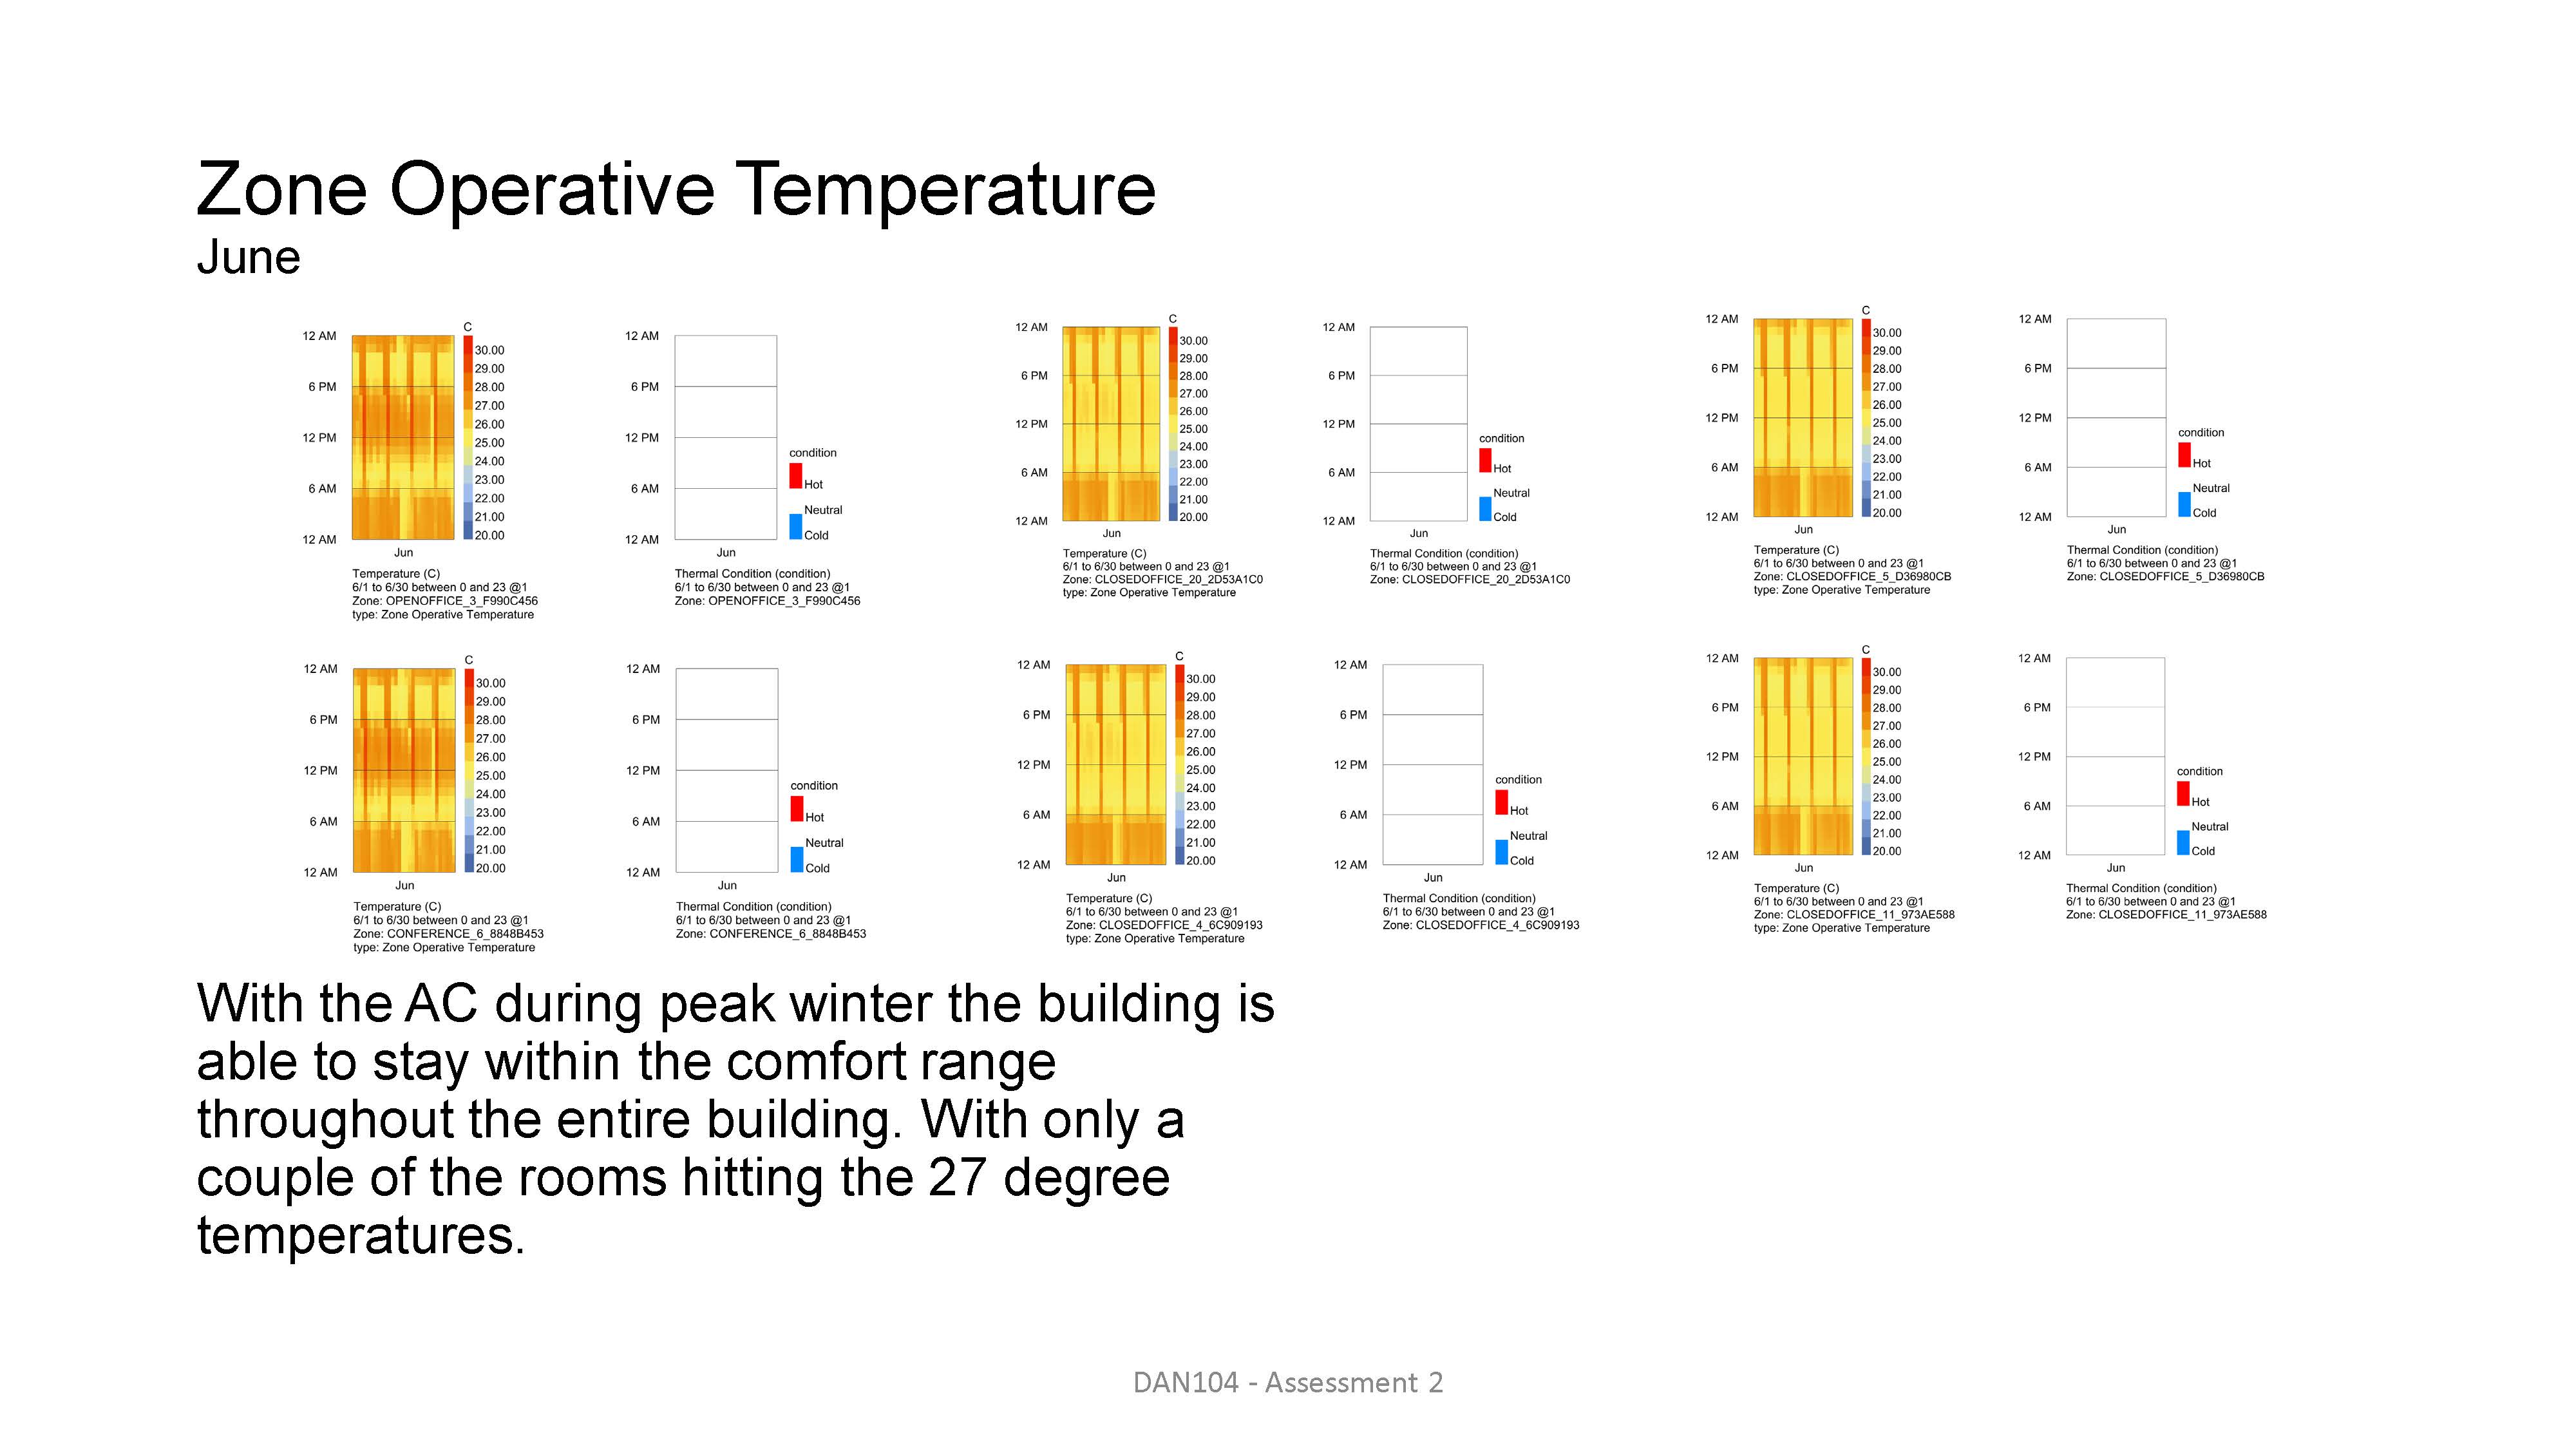 Zone Operative Temperature
June
C
12 AM
6 PM
12 PM
6 AM
12 AM
30.00
29.00
28.00
27.00
26.00
25.00
24.00
23.00
22.00
21.00
20.00
Jun
Temperature (C)
6/1 to 6/30 between 0 and 23 @1
Zone: OPENOFFICE_3_F990C456
type: Zone Operative Temperature
12 AM
6 PM
12 PM
6 AM
12 AM
condition
Hot
Neutral
Cold
Jun
Thermal Condition (condition)
6/1 to 6/30 between 0 and 23 @1
Zone: OPENOFFICE_3_F990C456
C
12 AM
6 PM
12 PM
6 AM
12 AM
30.00
29.00
28.00
27.00
26.00
25.00
24.00
23.00
22.00
21.00
20.00
Jun
Temperature (C)
6/1 to 6/30 between 0 and 23 @1
Zone: CLOSEDOFFICE_20_2D53A1C0
type: Zone Operative Temperature
12 AM
6 PM
12 PM
6 AM
12 AM
condition
Hot
Neutral
Cold
Jun
Thermal Condition (condition)
6/1 to 6/30 between 0 and 23 @1
Zone: CLOSEDOFFICE_20_2D53A1C0
C
12 AM
6 PM
12 PM
6 AM
12 AM
30.00
29.00
28.00
27.00
26.00
25.00
24.00
23.00
22.00
21.00
20.00
Jun
Temperature (C)
6/1 to 6/30 between 0 and 23 @1
Zone: CLOSEDOFFICE_5_D36980CB
type: Zone Operative Temperature
12 AM
6 PM
12 PM
6 AM
12 AM
condition
Hot
Neutral
Cold
Jun
Thermal Condition (condition)
6/1 to 6/30 between 0 and 23 @1
Zone: CLOSEDOFFICE_5_D36980CB
C
12 AM
6 PM
12 PM
6 AM
12 AM
30.00
29.00
28.00
27.00
26.00
25.00
24.00
23.00
22.00
21.00
20.00
Jun
Temperature (C)
6/1 to 6/30 between 0 and 23 @1
Zone: CONFERENCE_6_8848B453
type: Zone Operative Temperature
12 AM
6 PM
12 PM
6 AM
12 AM
condition
Hot
Neutral
Cold
Jun
Thermal Condition (condition)
6/1 to 6/30 between 0 and 23 @1
Zone: CONFERENCE_6_8848B453
C
12 AM
6 PM
12 PM
6 AM
12 AM
30.00
29.00
28.00
27.00
26.00
25.00
24.00
23.00
22.00
21.00
20.00
Jun
Temperature (C)
6/1 to 6/30 between 0 and 23 @1
Zone: CLOSEDOFFICE_4_6C909193
type: Zone Operative Temperature
12 AM
6 PM
12 PM
6 AM
12 AM
condition
Hot
Neutral
Cold
Jun
Thermal Condition (condition)
6/1 to 6/30 between 0 and 23 @1
Zone: CLOSEDOFFICE_4_6C909193
C
12 AM
6 PM
12 PM
6 AM
12 AM
30.00
29.00
28.00
27.00
26.00
25.00
24.00
23.00
22.00
21.00
20.00
Jun
Temperature (C)
6/1 to 6/30 between 0 and 23 @1
Zone: CLOSEDOFFICE_11_973AE588
type: Zone Operative Temperature
12 AM
6 PM
12 PM
6 AM
12 AM
condition
Hot
Neutral
Cold
Jun
Thermal Condition (condition)
6/1 to 6/30 between 0 and 23 @1
Zone: CLOSEDOFFICE_11_973AE588
With the AC during peak winter the building is
able to stay within the comfort range
throughout the entire building. With only a
couple of the rooms hitting the 27 degree
temperatures.
DAN104 - Assessment 2